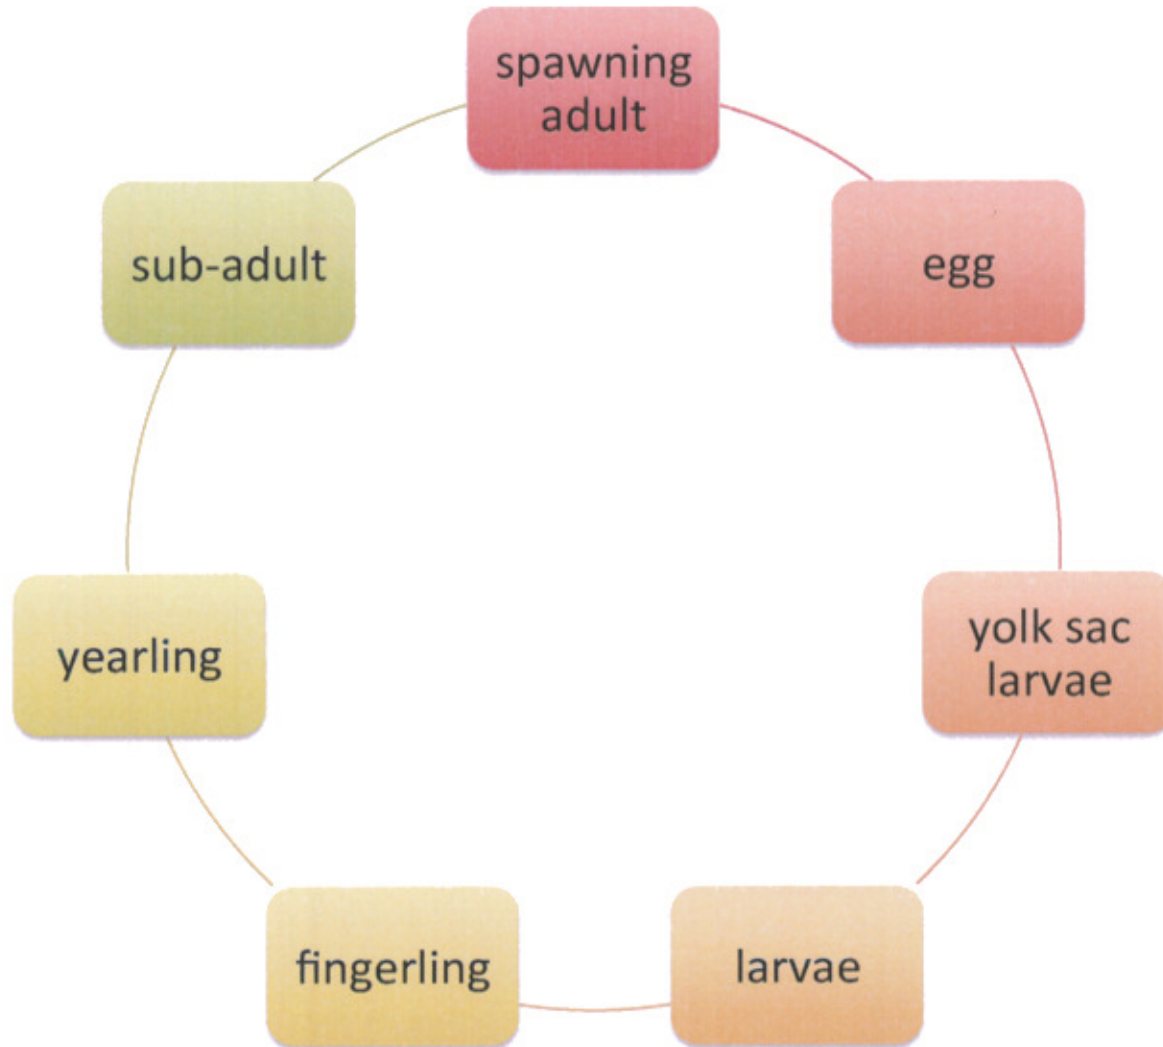 spawning
adult
egg
yolk sac
larvae
larvae
fingerling
yearling
sub-adult